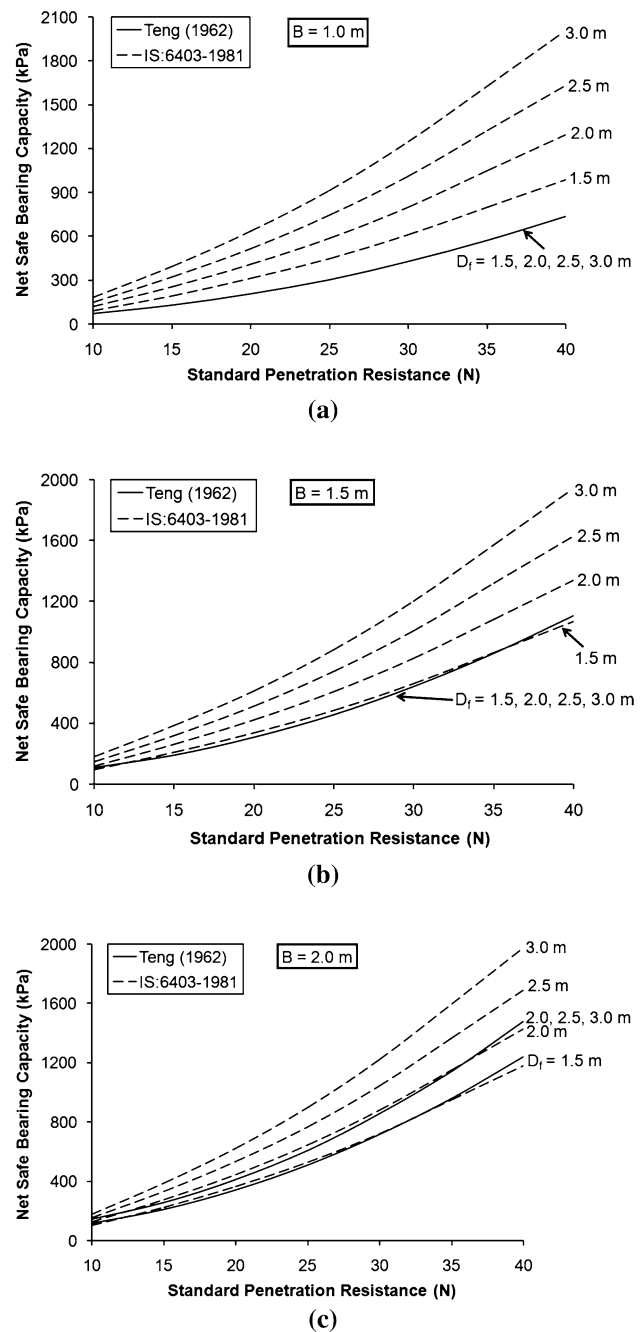 Teng (1962)
IS:6403-1981
B = 1.0 m
2100
1800
1500
1200
900
600
300
0
Net Safe Bearing Capacity (kPa)
3.0 m
2.5 m
2.0 m
1.5 m
Df = 1.5, 2.0, 2.5, 3.0 m
10 15 20 25 30 35 40
Standard Penetration Resistance (N)
(a)
Teng (1962)
IS:6403-1981
B = 1.5 m
2000
1600
1200
800
400
0
Net Safe Bearing Capacity (kPa)
3.0 m
2.5 m
2.0 m
1.5 m
Df = 1.5, 2.0, 2.5, 3.0 m
10 15 20 25 30 35 40
Standard Penetration Resistance (N)
(b)
Teng (1962)
IS:6403-1981
B = 2.0 m
2000
1600
1200
800
400
0
Net Safe Bearing Capacity (kPa)
3.0 m
2.5 m
2.0, 2.5, 3.0 m
2.0 m
Df = 1.5 m
10 15 20 25 30 35 40
Standard Penetration Resistance (N)
(c)